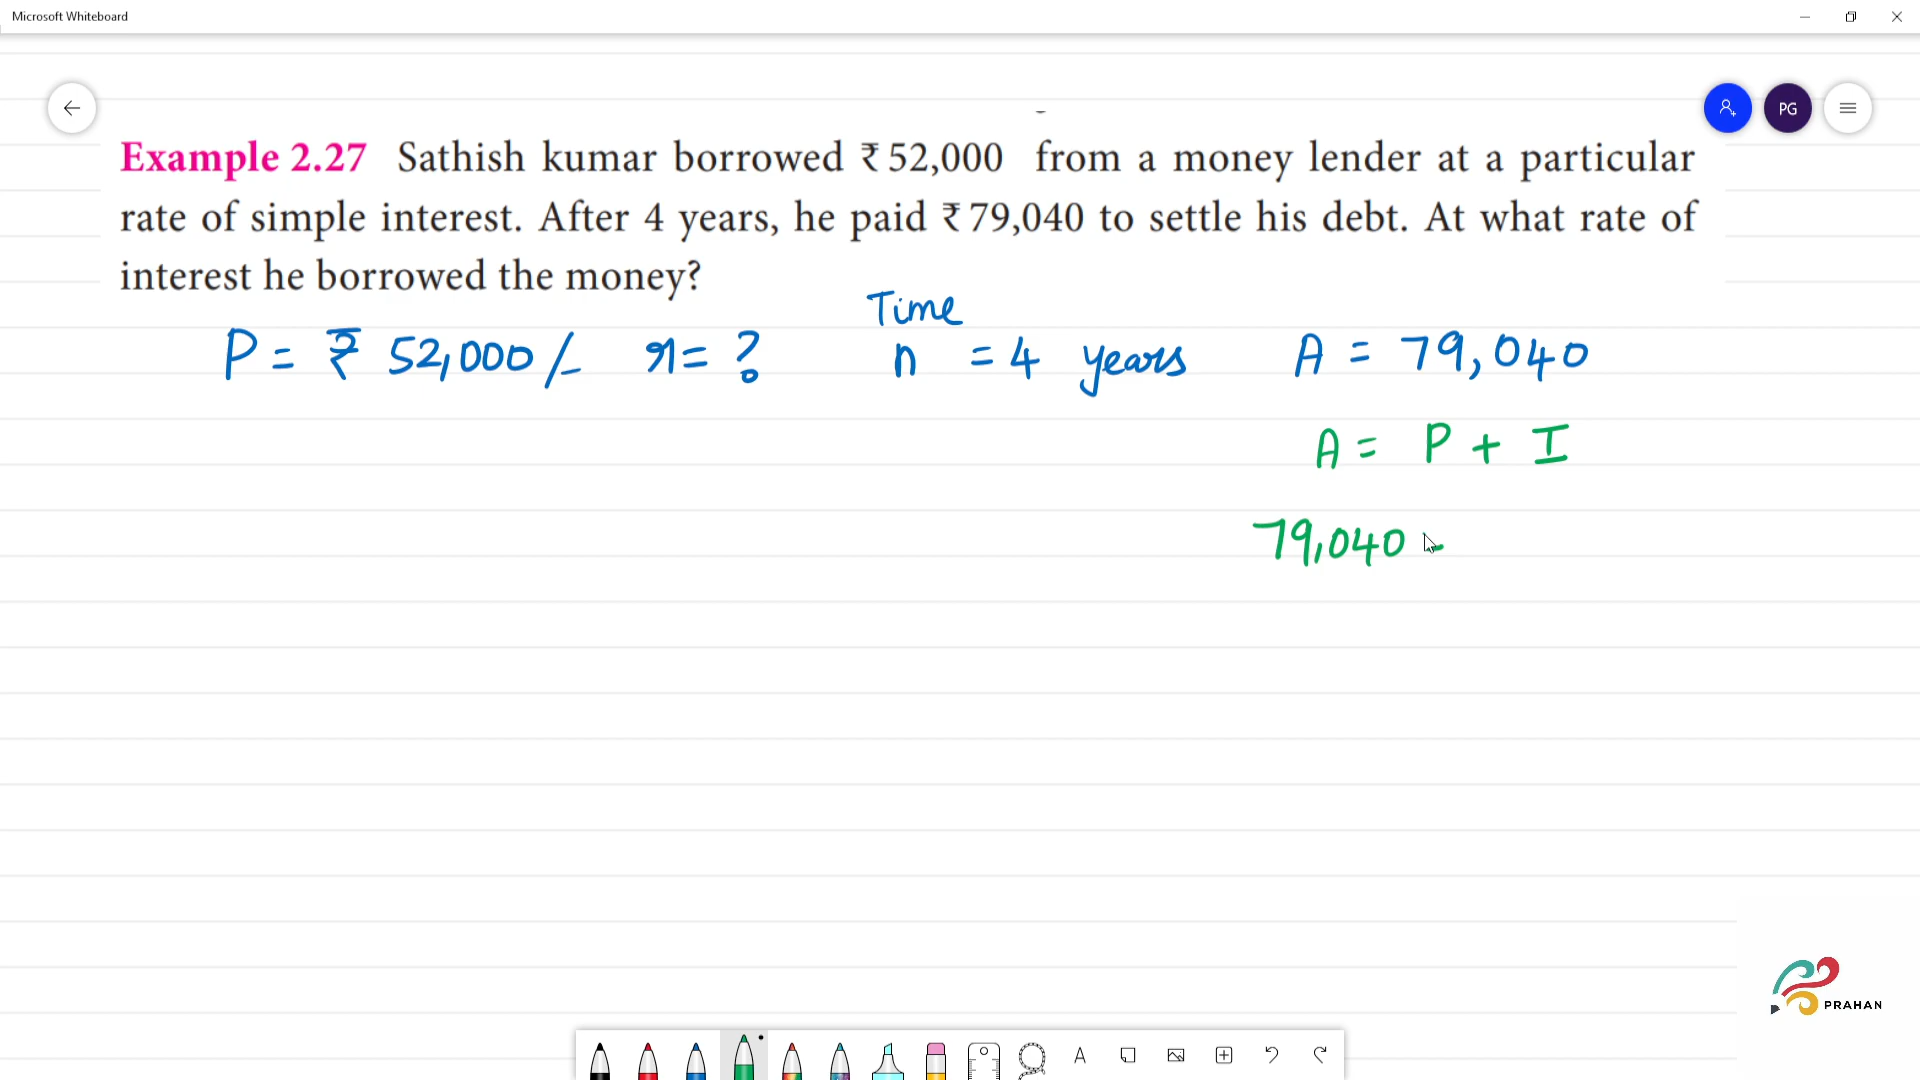 Microsoft Whiteboard
PG
Example 2.27 Sathish kumar borrowed ₹ 52,000 from a money lender at a particular
rate of simple interest. After 4 years, he paid ₹ 79,040 to settle his debt. At what rate of
interest he borrowed the money?
Time
P = ₹ 52,000/- r = ? n = 4 years A = 79,040
A = P + I
79,040 -
PRAHAN
A